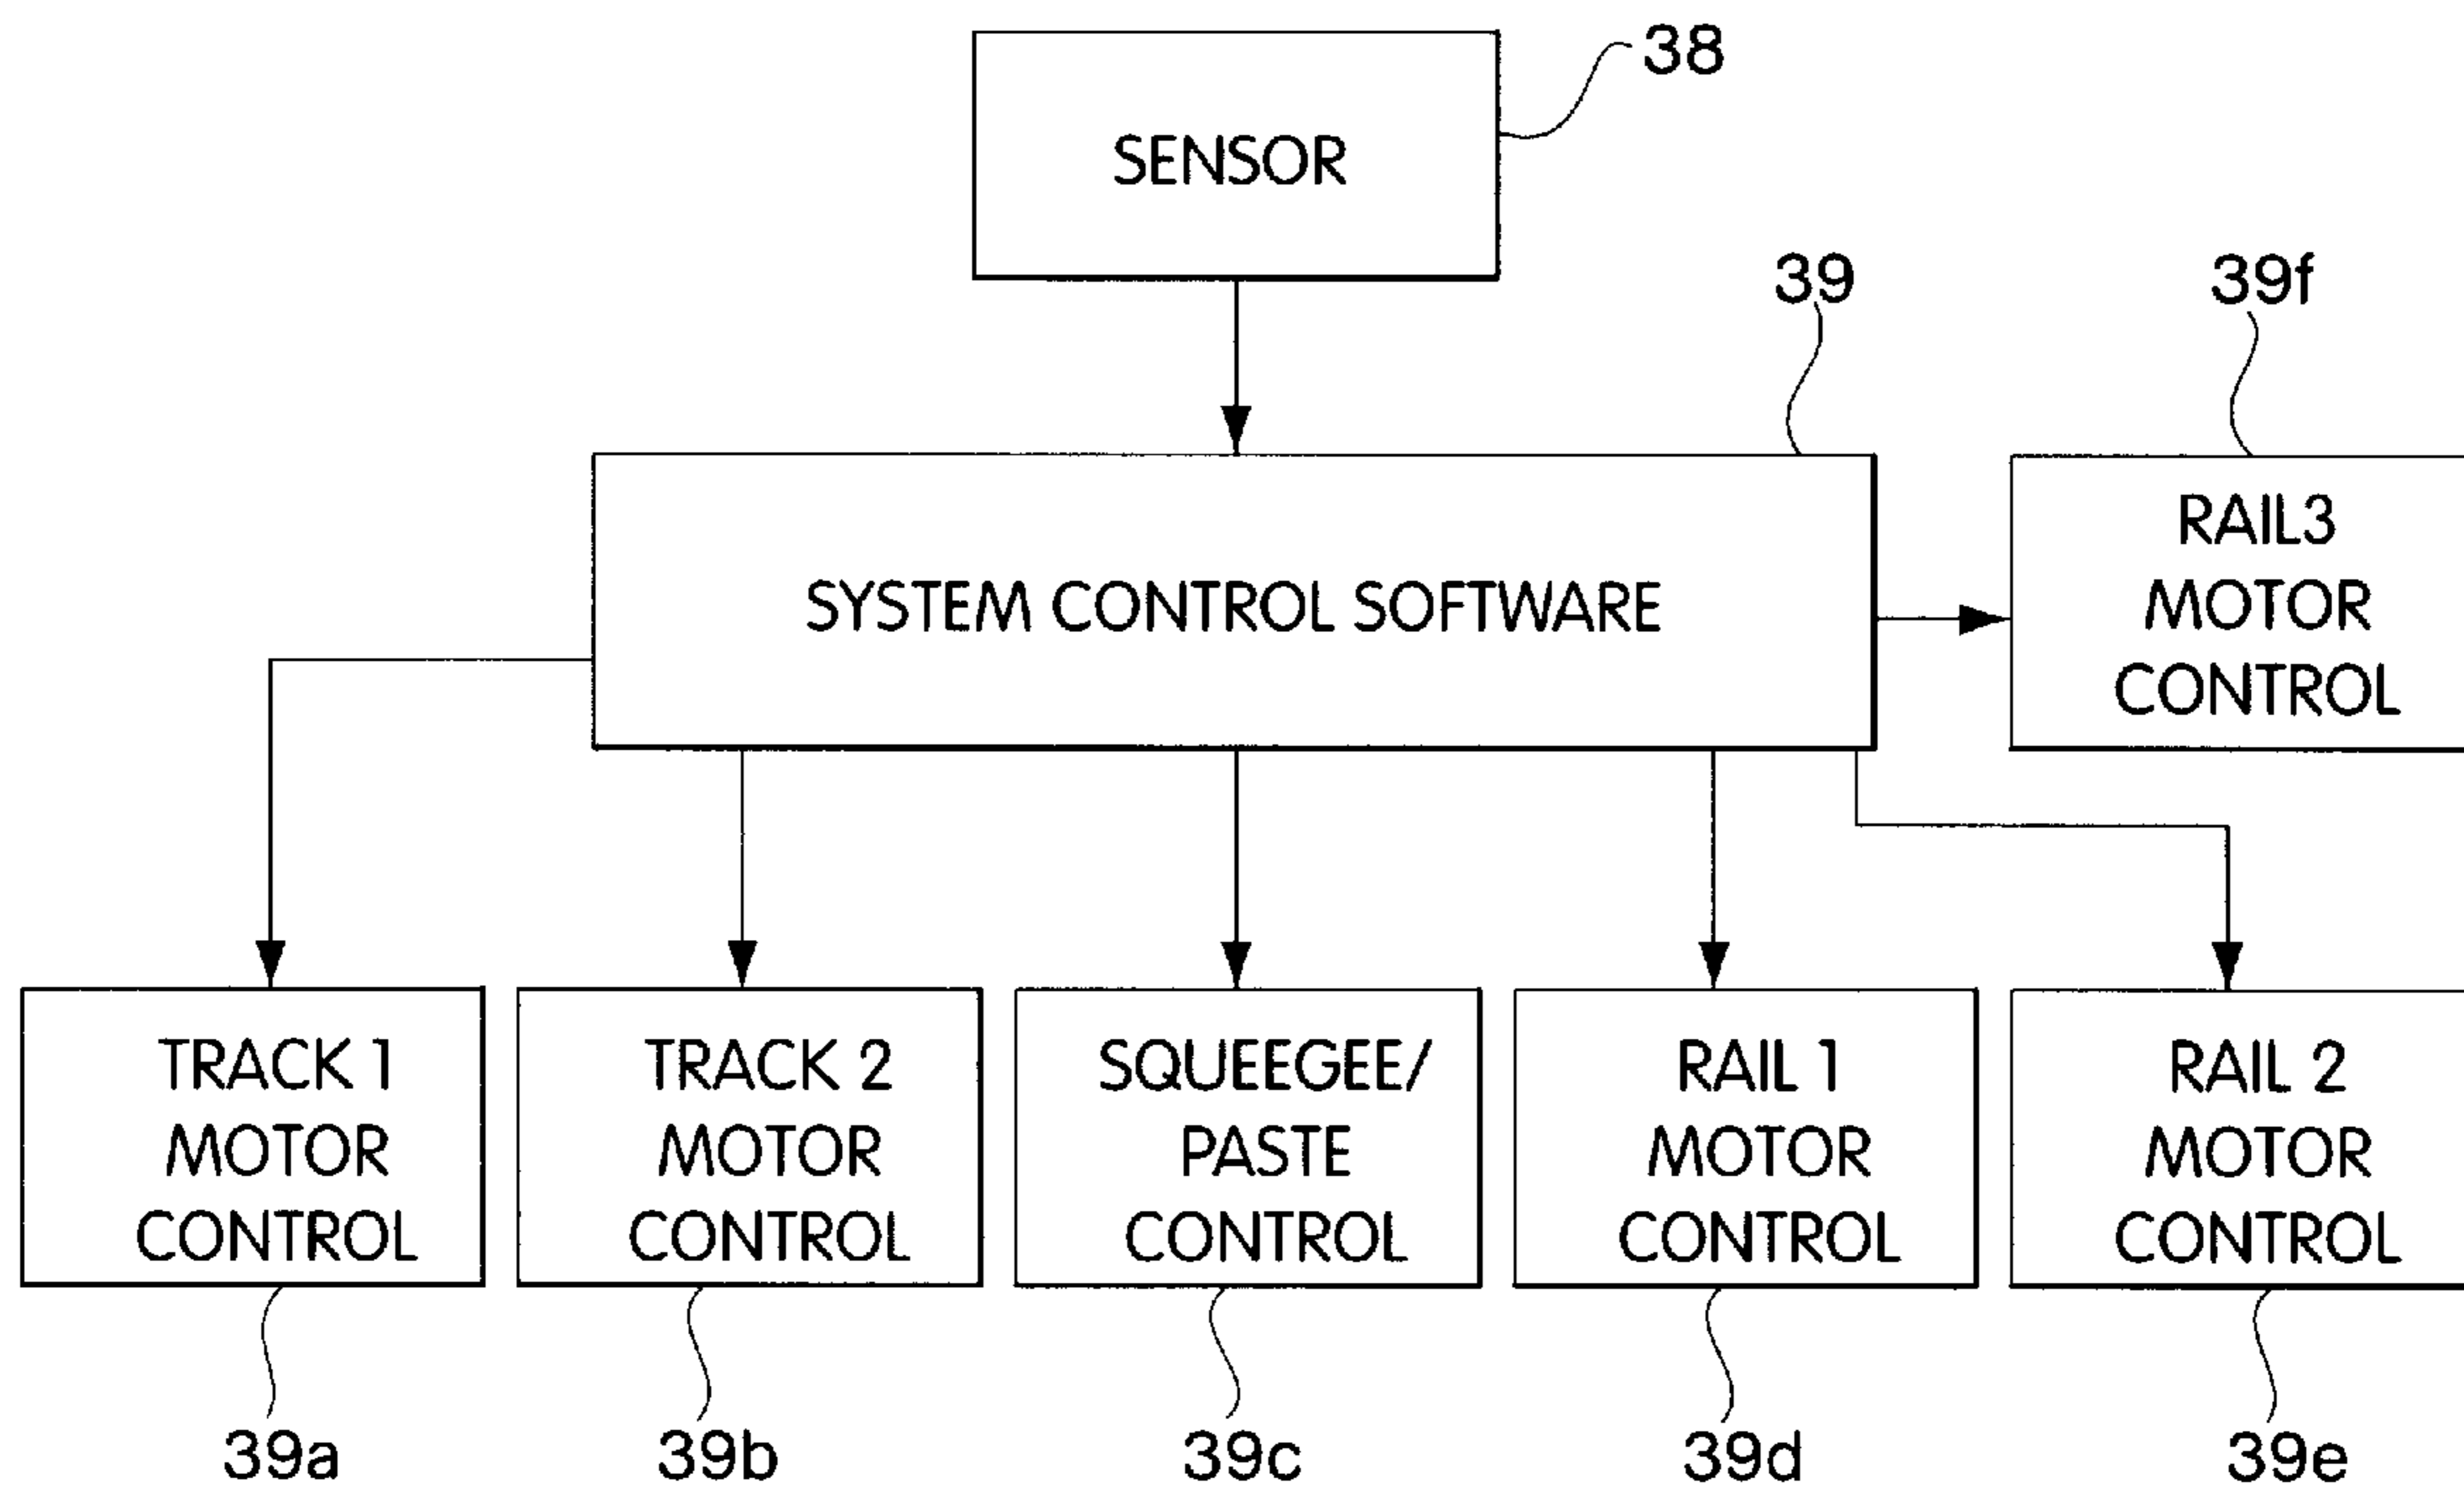 38
SENSOR
39
39f
SYSTEM CONTROL SOFTWARE
RAIL3
MOTOR
CONTROL
TRACK 1
MOTOR
CONTROL
TRACK 2
MOTOR
CONTROL
SQUEEGEE/
PASTE
CONTROL
RAIL 1
MOTOR
CONTROL
RAIL 2
MOTOR
CONTROL
39a
39b
39c
39d
39e